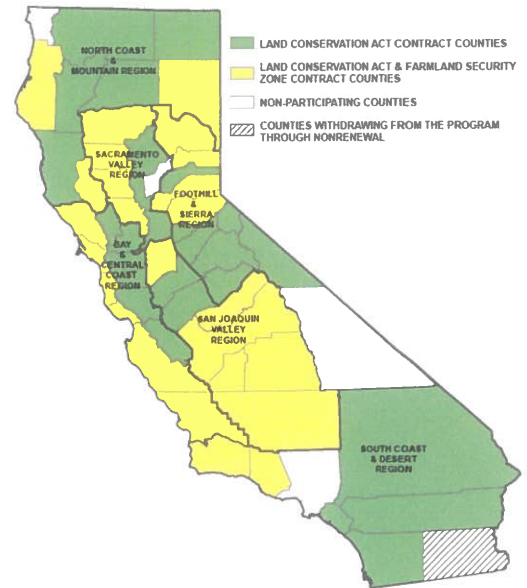 LAND CONSERVATION ACT CONTRACT COUNTIES
LAND CONSERVATION ACT & FARMLAND SECURITY
ZONE CONTRACT COUNTIES
NON-PARTICIPATING COUNTIES
COUNTIES WITHDRAWING FROM THE PROGRAM
THROUGH NONRENEWAL
NORTH COAST
&
MOUNTAIN REGION
SACRAMENTO
VALLEY
REGION
FOOTHILL
&
SIERRA
REGION
BAY
&
CENTRAL
COAST
REGION
SAN JOAQUIN
VALLEY
REGION
SOUTH COAST
& DESERT
REGION